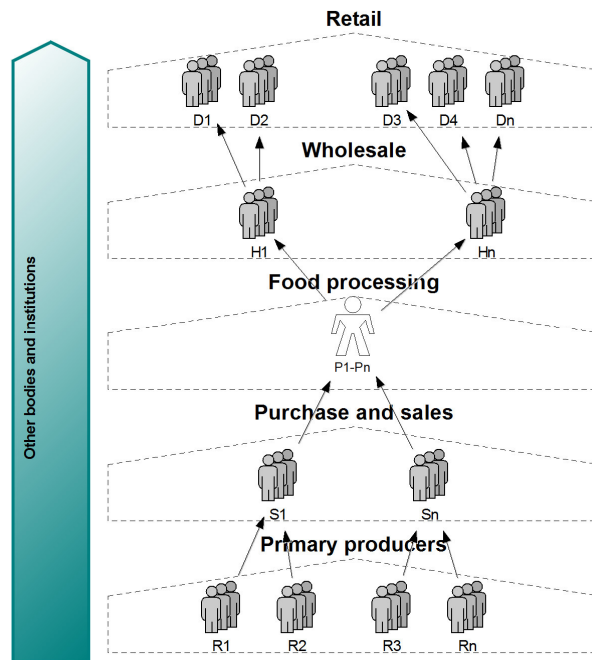 Retail
D1 D2 D3 D4 Dn
Wholesale
H1 Hn
Food processing
P1-Pn
Purchase and sales
S1 Sn
Primary producers
R1 R2 R3 Rn
Other bodies and institutions